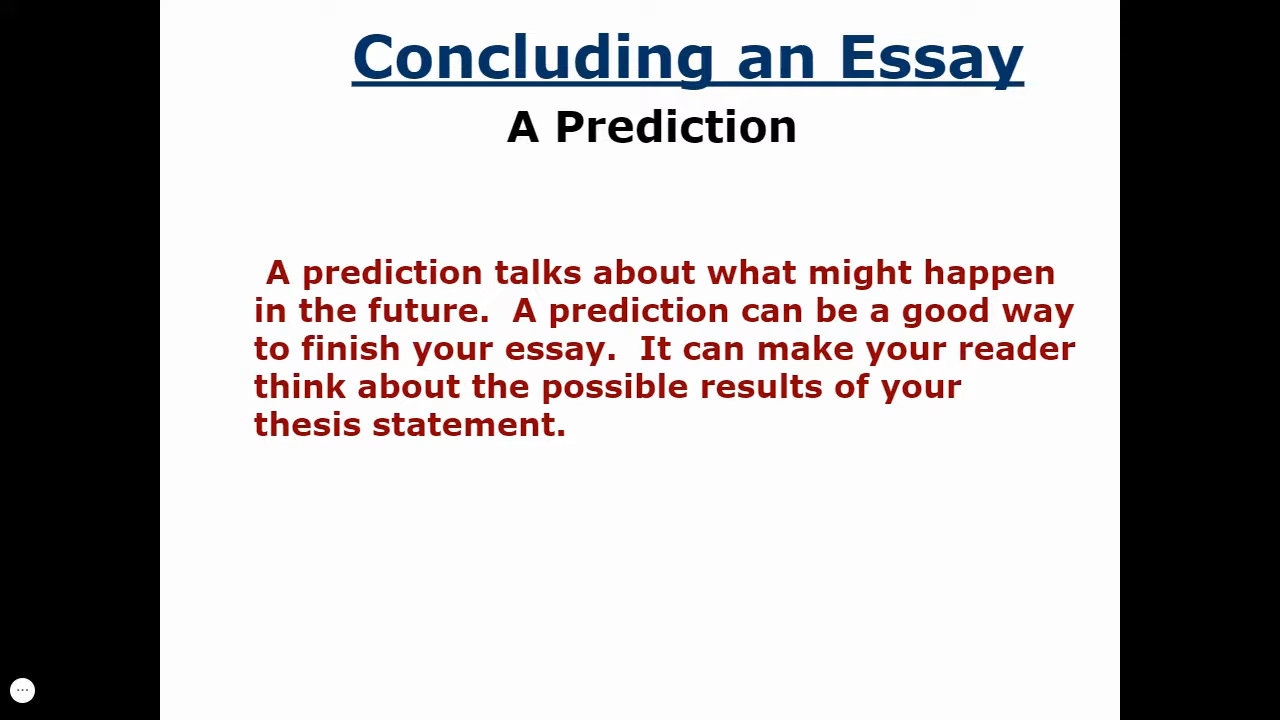 Concluding an Essay
A Prediction
A prediction talks about what might happen
in the future.  A prediction can be a good way
to finish your essay.  It can make your reader
think about the possible results of your
thesis statement.